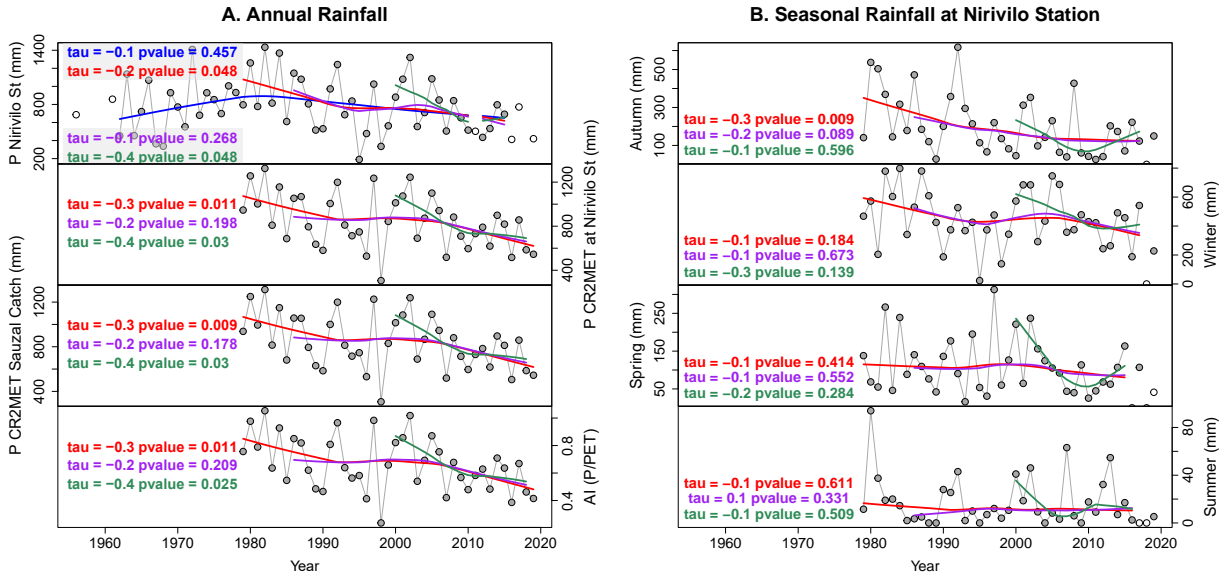 A. Annual Rainfall
P Nirivilo St (mm)
1400
800
200
tau = −0.1 pvalue = 0.457
tau = −0.2 pvalue = 0.048
tau = −0.1 pvalue = 0.268
tau = −0.4 pvalue = 0.048
P CR2MET at Nirivilo St (mm)
1200
800
400
tau = −0.3 pvalue = 0.011
tau = −0.2 pvalue = 0.198
tau = −0.4 pvalue = 0.03
P CR2MET Sauzal Catch (mm)
1200
800
400
tau = −0.3 pvalue = 0.009
tau = −0.2 pvalue = 0.178
tau = −0.4 pvalue = 0.03
AI (P/PET)
0.8
0.4
tau = −0.3 pvalue = 0.011
tau = −0.2 pvalue = 0.209
tau = −0.4 pvalue = 0.025
1960 1970 1980 1990 2000 2010 2020
Year
B. Seasonal Rainfall at Nirivilo Station
Autumn (mm)
500
300
100
tau = −0.3 pvalue = 0.009
tau = −0.2 pvalue = 0.089
tau = −0.1 pvalue = 0.596
Winter (mm)
600
400
200
0
tau = −0.1 pvalue = 0.184
tau = −0.1 pvalue = 0.673
tau = −0.3 pvalue = 0.139
Spring (mm)
250
150
50
tau = −0.1 pvalue = 0.414
tau = −0.1 pvalue = 0.552
tau = −0.2 pvalue = 0.284
Summer (mm)
80
40
0
tau = −0.1 pvalue = 0.611
tau = 0.1 pvalue = 0.331
tau = −0.1 pvalue = 0.509
1960 1970 1980 1990 2000 2010 2020
Year